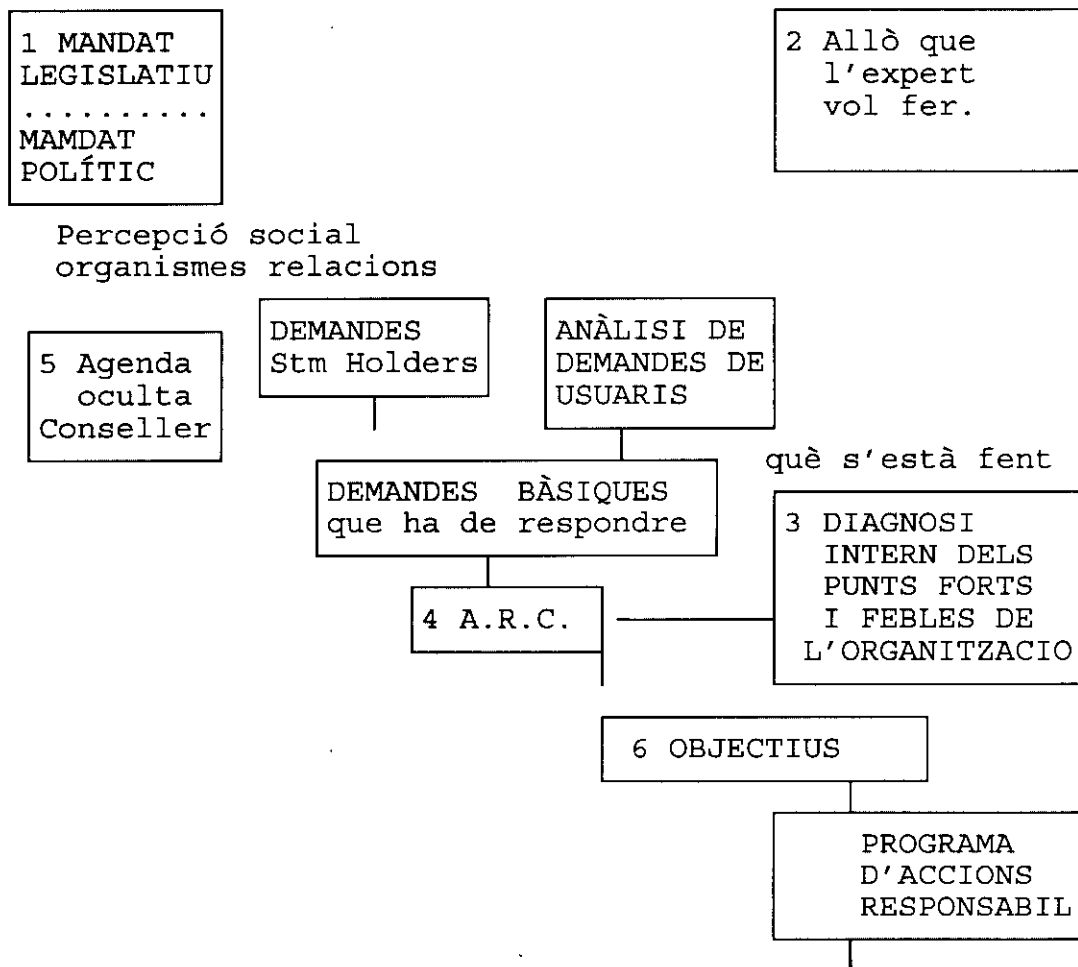 1 MANDAT
LEGISLATIU
..........
MAMDAT
POLÍTIC
2 Allò que
l'expert
vol fer.
Percepció social
organismes relacions
5 Agenda
oculta
Conseller
DEMANDES
Stm Holders
ANÀLISI DE
DEMANDES DE
USUARIS
DEMANDES BÀSIQUES
que ha de respondre
què s'està fent
3 DIAGNOSI
INTERN DELS
PUNTS FORTS
I FEBLES DE
L'ORGANITZACIO
4 A.R.C.
6 OBJECTIUS
PROGRAMA
D'ACCIONS
RESPONSABIL